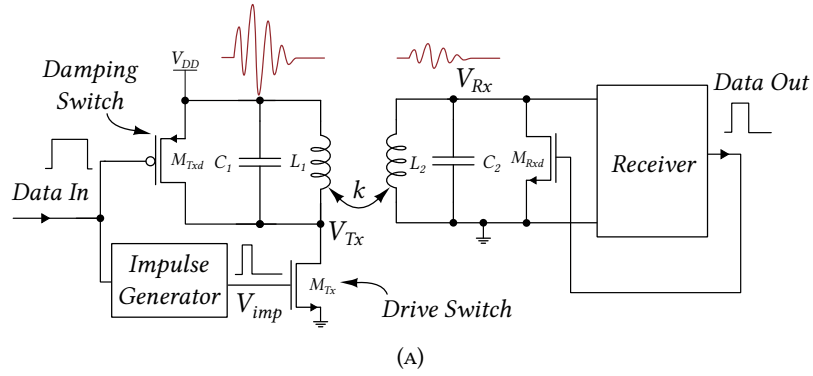 V_DD
Damping
Switch
V_Rx
Data Out
M_Txd
C_1
L_1
L_2
C_2
M_Rxd
Receiver
Data In
k
V_Tx
Impulse
Generator
V_imp
M_Tx
Drive Switch
(A)